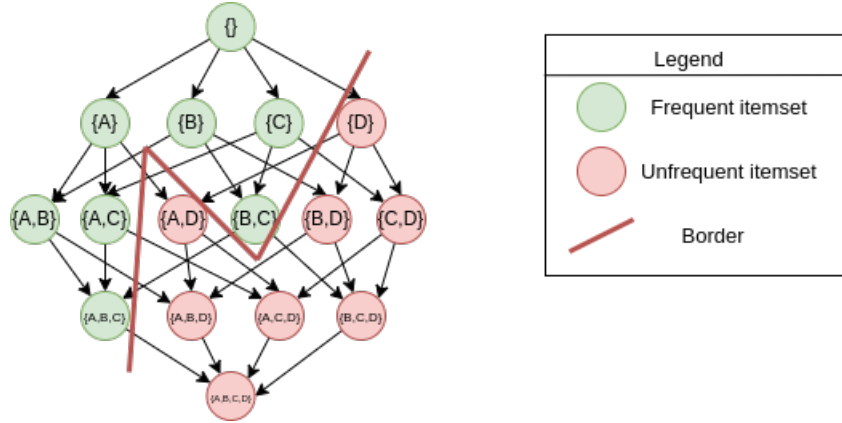 {}
{A}
{B}
{C}
{D}
{A,B}
{A,C}
{A,D}
{B,C}
{B,D}
{C,D}
{A,B,C}
{A,B,D}
{A,C,D}
{B,C,D}
{A,B,C,D}
Legend
Frequent itemset
Unfrequent itemset
Border